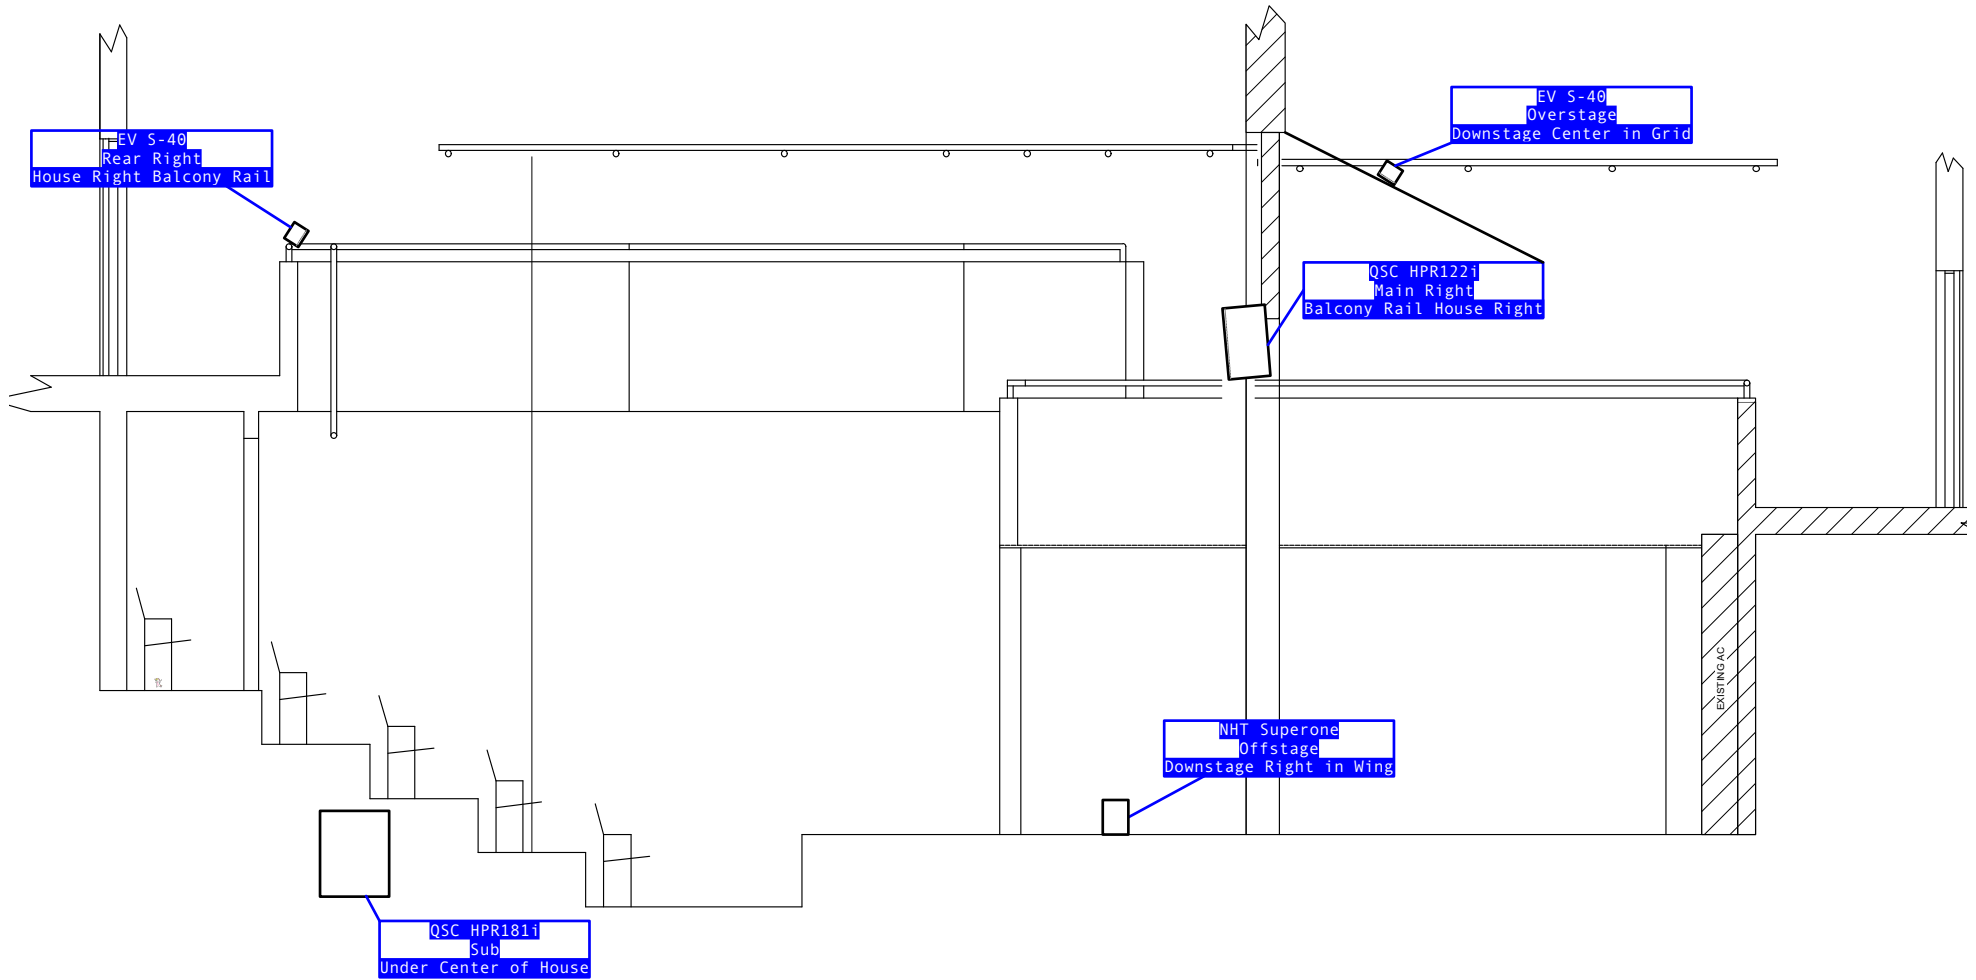 EV S-40
Overstage
Downstage Center in Grid
EV S-40
Rear Right
House Right Balcony Rail
QSC HPR122i
Main Right
Balcony Rail House Right
EXISTING AC
NHT Superone
Offstage
Downstage Right in Wing
QSC HPR181i
Sub
Under Center of House